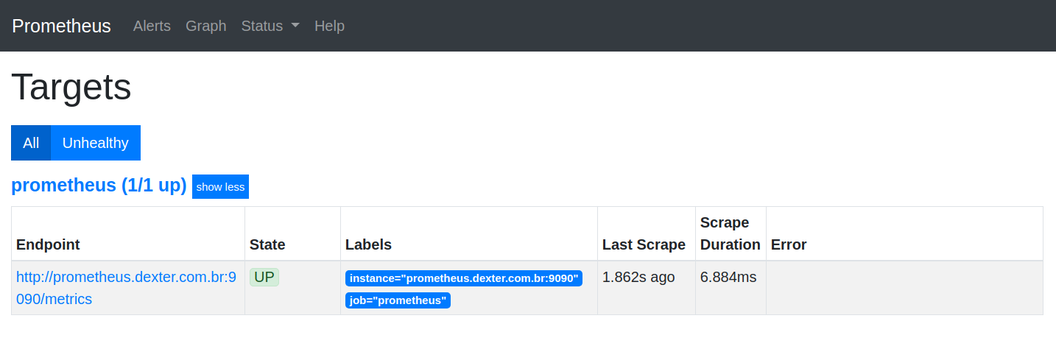 Prometheus Alerts Graph Status Help
Targets
All Unhealthy
prometheus (1/1 up) show less
Endpoint State Labels Last Scrape Scrape Duration Error
http://prometheus.dexter.com.br:9 UP instance="prometheus.dexter.com.br:9090" 1.862s ago 6.884ms
090/metrics job="prometheus"